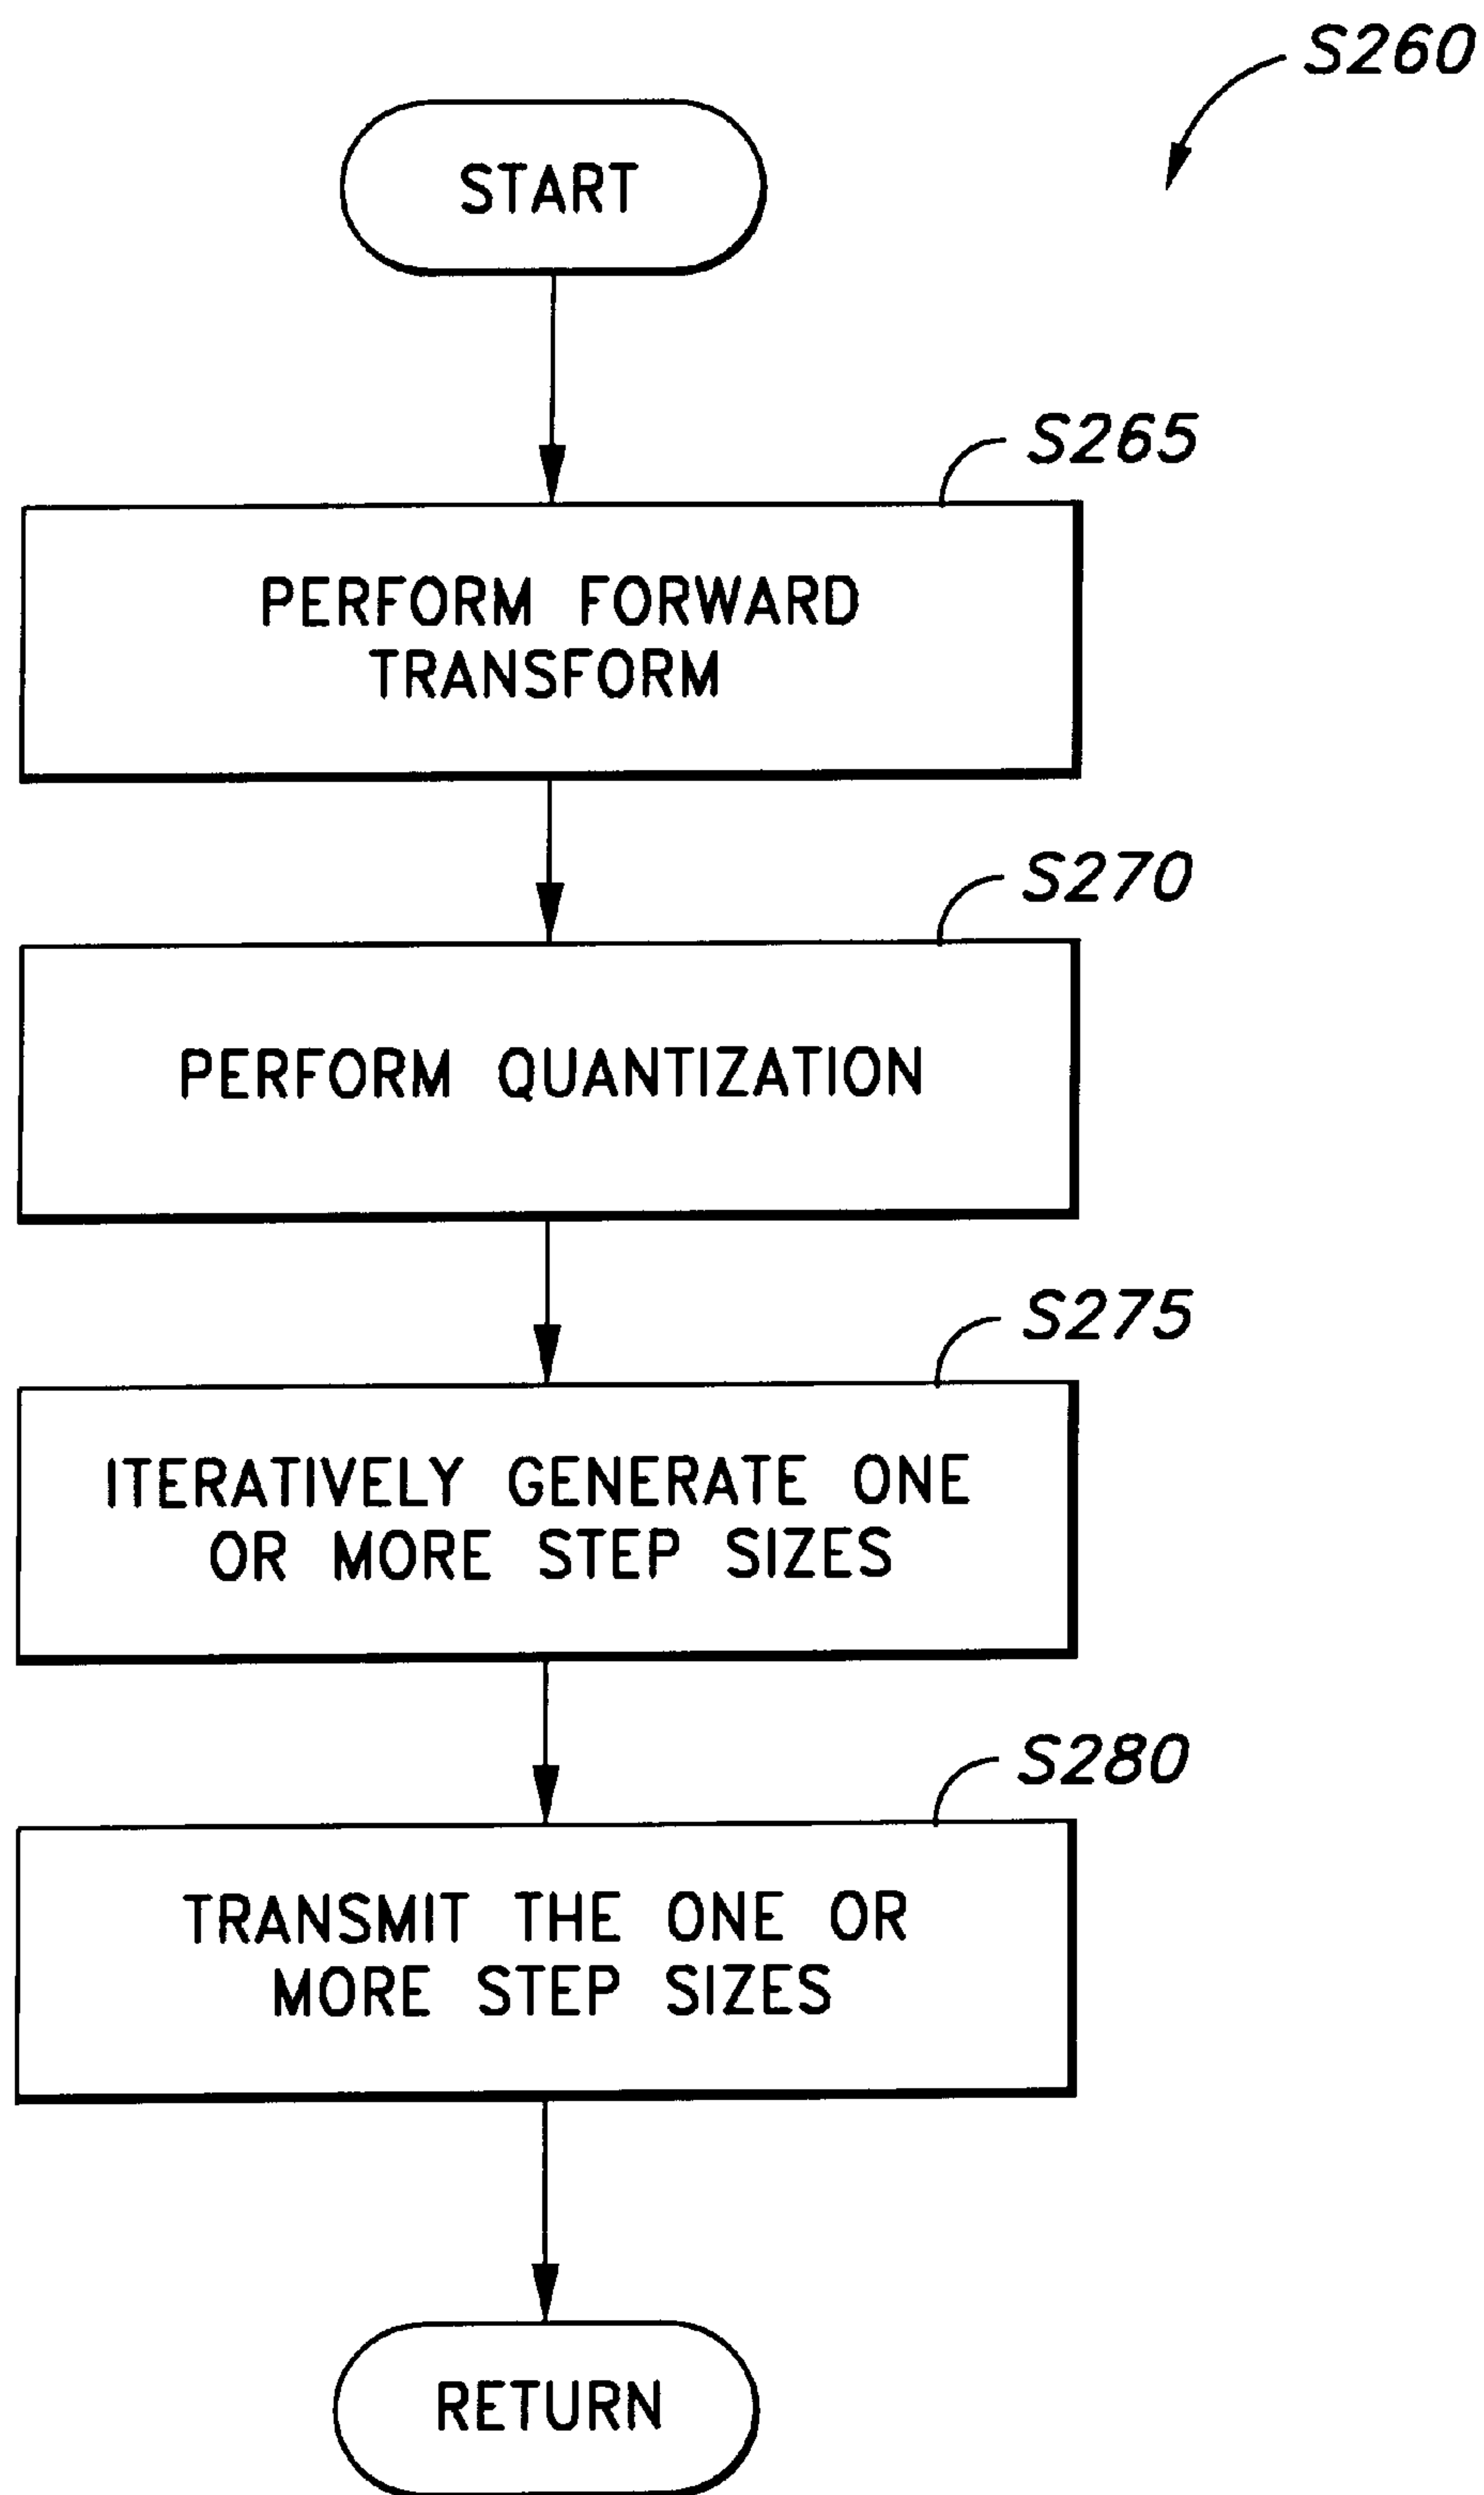 S260
START
S265
PERFORM FORWARD
TRANSFORM
S270
PERFORM QUANTIZATION
S275
ITERATIVELY GENERATE ONE
OR MORE STEP SIZES
S280
TRANSMIT THE ONE OR
MORE STEP SIZES
RETURN